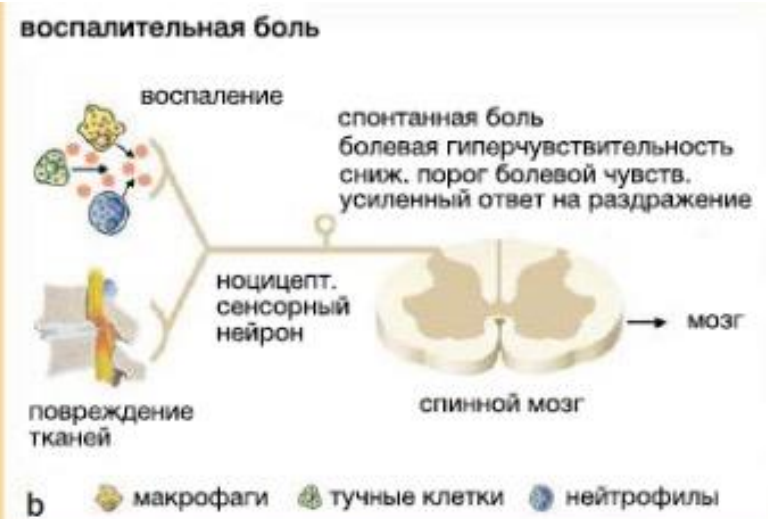 воспалительная боль
воспаление
спонтанная боль
болевая гиперчувствительность
сниж. порог болевой чувств.
усиленный ответ на раздражение
ноцицепт.
сенсорный
нейрон
мозг
спинной мозг
повреждение
тканей
b макрофаги тучные клетки нейтрофилы